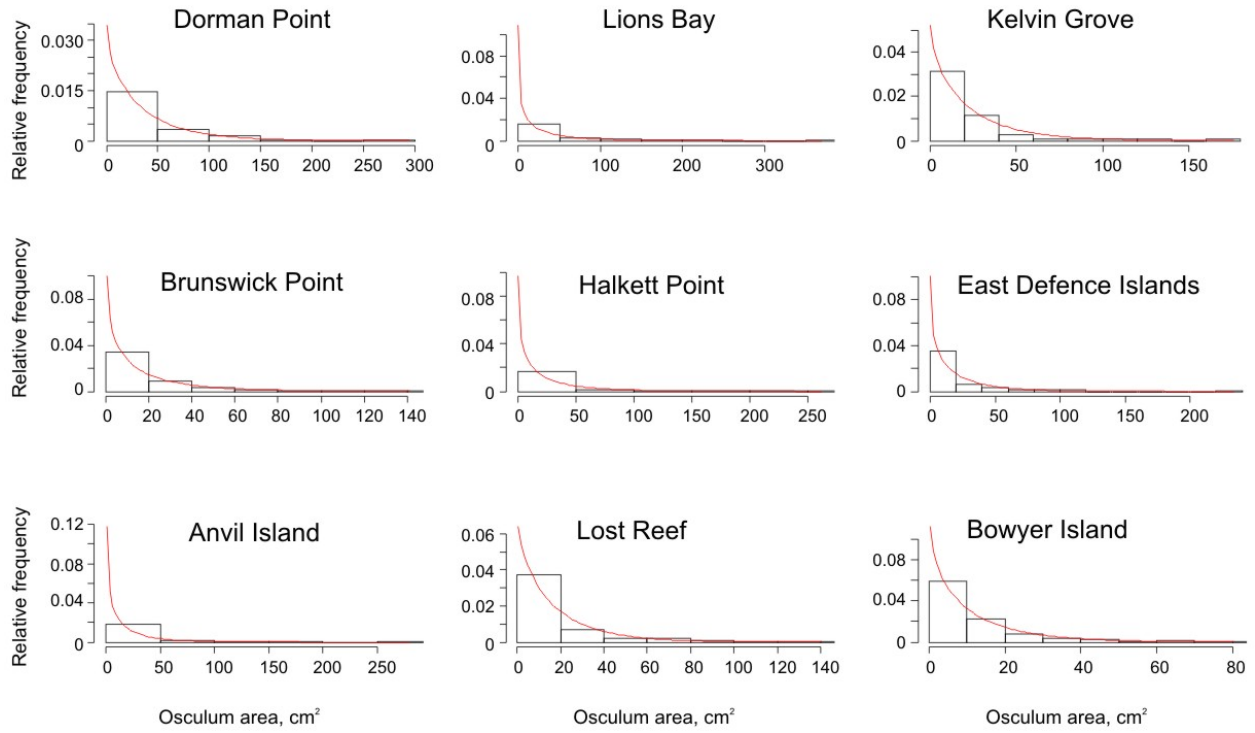 Dorman Point
Lions Bay
Kelvin Grove
Relative frequency
0.030
0.015
0
0 50 100 150 200 250 300
0.08
0.04
0
0 100 200 300
0.04
0.02
0
0 50 100 150
Brunswick Point
Halkett Point
East Defence Islands
Relative frequency
0.08
0.04
0
0 20 40 60 80 100 120 140
0.08
0.04
0
0 50 100 150 200 250
0.08
0.04
0
0 50 100 150 200
Anvil Island
Lost Reef
Bowyer Island
Relative frequency
0.12
0.08
0.04
0
0 50 100 150 200 250
0.06
0.04
0.02
0
0 20 40 60 80 100 120 140
0.08
0.04
0
0 20 40 60 80
Osculum area, cm²
Osculum area, cm²
Osculum area, cm²